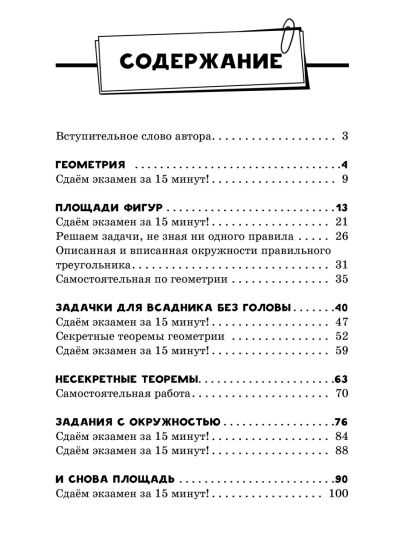 СОДЕРЖАНИЕ
Вступительное слово автора. . . . . . . . . . . . . . . . . . 3
ГЕОМЕТРИЯ . . . . . . . . . . . . . . . . . . . . . . . . . . . . 4
Сдаём экзамен за 15 минут! . . . . . . . . . . . . . . . . . . 9
ПЛОЩАДИ ФИГУР . . . . . . . . . . . . . . . . . . . . . . . 13
Сдаём экзамен за 15 минут! . . . . . . . . . . . . . . . . . 21
Решаем задачи, не зная ни одного правила . . . . . 26
Описанная и вписанная окружности правильного
треугольника. . . . . . . . . . . . . . . . . . . . . . . . . . . . 31
Самостоятельная по геометрии . . . . . . . . . . . . . . 35
ЗАДАЧКИ ДЛЯ ВСАДНИКА БЕЗ ГОЛОВЫ . . . . . . 40
Сдаём экзамен за 15 минут! . . . . . . . . . . . . . . . . . 47
Секретные теоремы геометрии . . . . . . . . . . . . . . 52
Сдаём экзамен за 15 минут! . . . . . . . . . . . . . . . . . 59
НЕСЕКРЕТНЫЕ ТЕОРЕМЫ. . . . . . . . . . . . . . . . . . 63
Самостоятельная работа . . . . . . . . . . . . . . . . . . . 70
ЗАДАНИЯ С ОКРУЖНОСТЬЮ . . . . . . . . . . . . . . . 76
Сдаём экзамен за 15 минут! . . . . . . . . . . . . . . . . . 84
Сдаём экзамен за 15 минут! . . . . . . . . . . . . . . . . . 88
И СНОВА ПЛОЩАДЬ . . . . . . . . . . . . . . . . . . . . . 90
Сдаём экзамен за 15 минут! . . . . . . . . . . . . . . . . 100